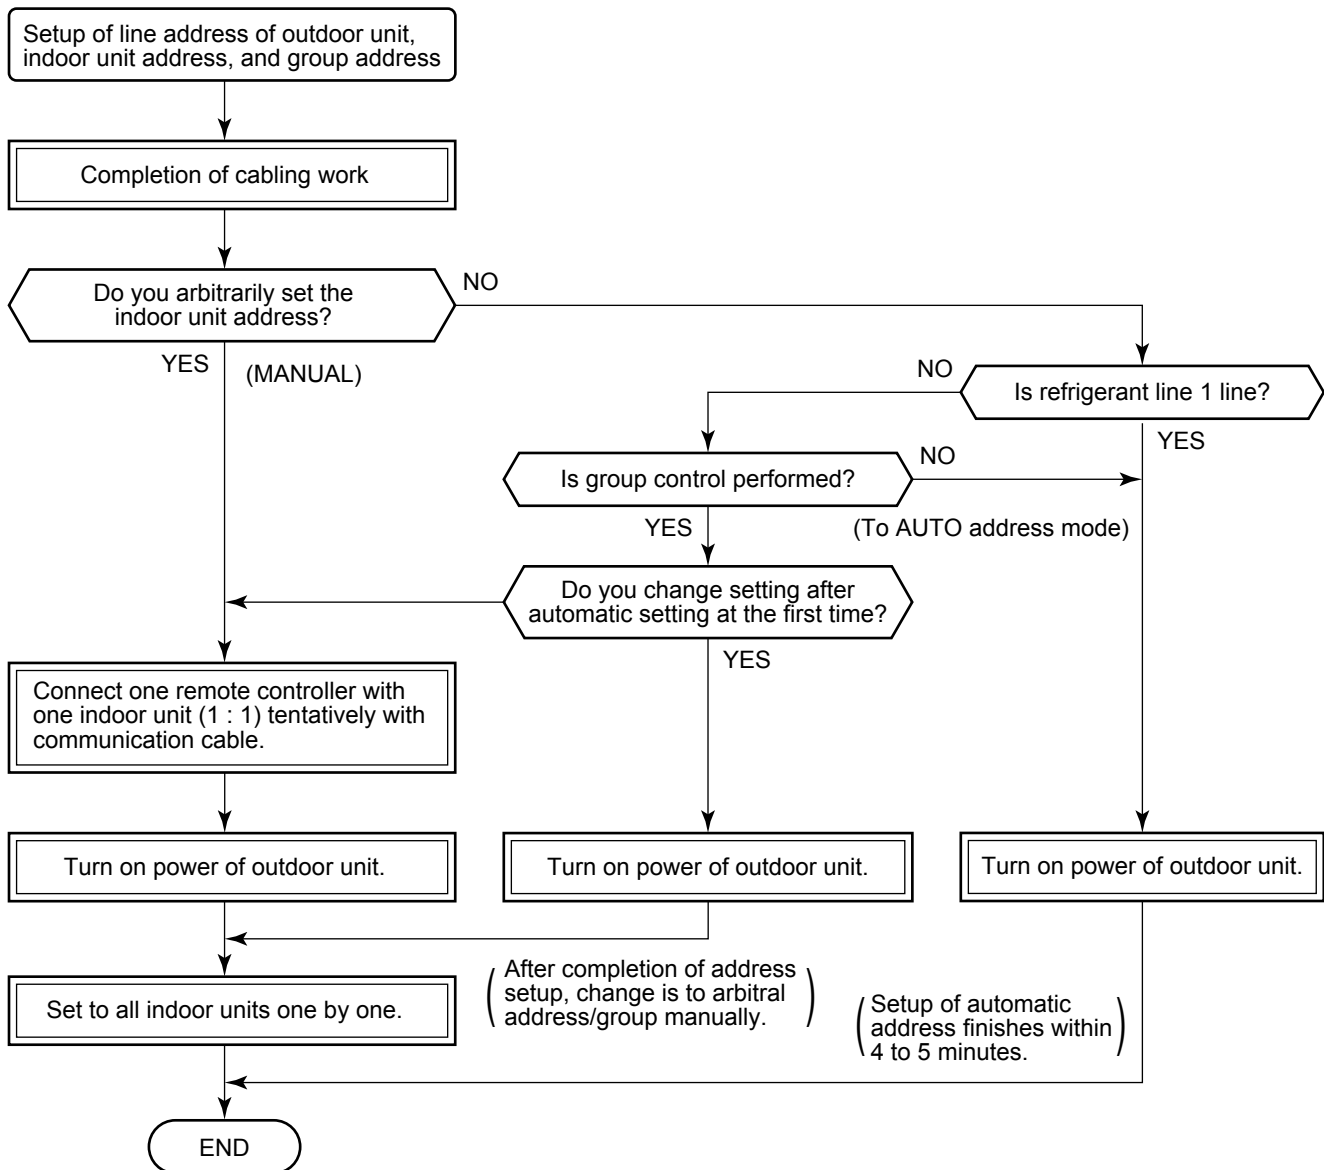 Setup of line address of outdoor unit,
indoor unit address, and group address
Completion of cabling work
Do you arbitrarily set the
indoor unit address?
NO
YES
(MANUAL)
NO
Is refrigerant line 1 line?
YES
Is group control performed?
NO
YES
(To AUTO address mode)
Do you change setting after
automatic setting at the first time?
YES
Connect one remote controller with
one indoor unit (1 : 1) tentatively with
communication cable.
Turn on power of outdoor unit.
Turn on power of outdoor unit.
Turn on power of outdoor unit.
(After completion of address
setup, change is to arbitral
address/group manually.)
Set to all indoor units one by one.
(Setup of automatic
address finishes within
4 to 5 minutes.)
END